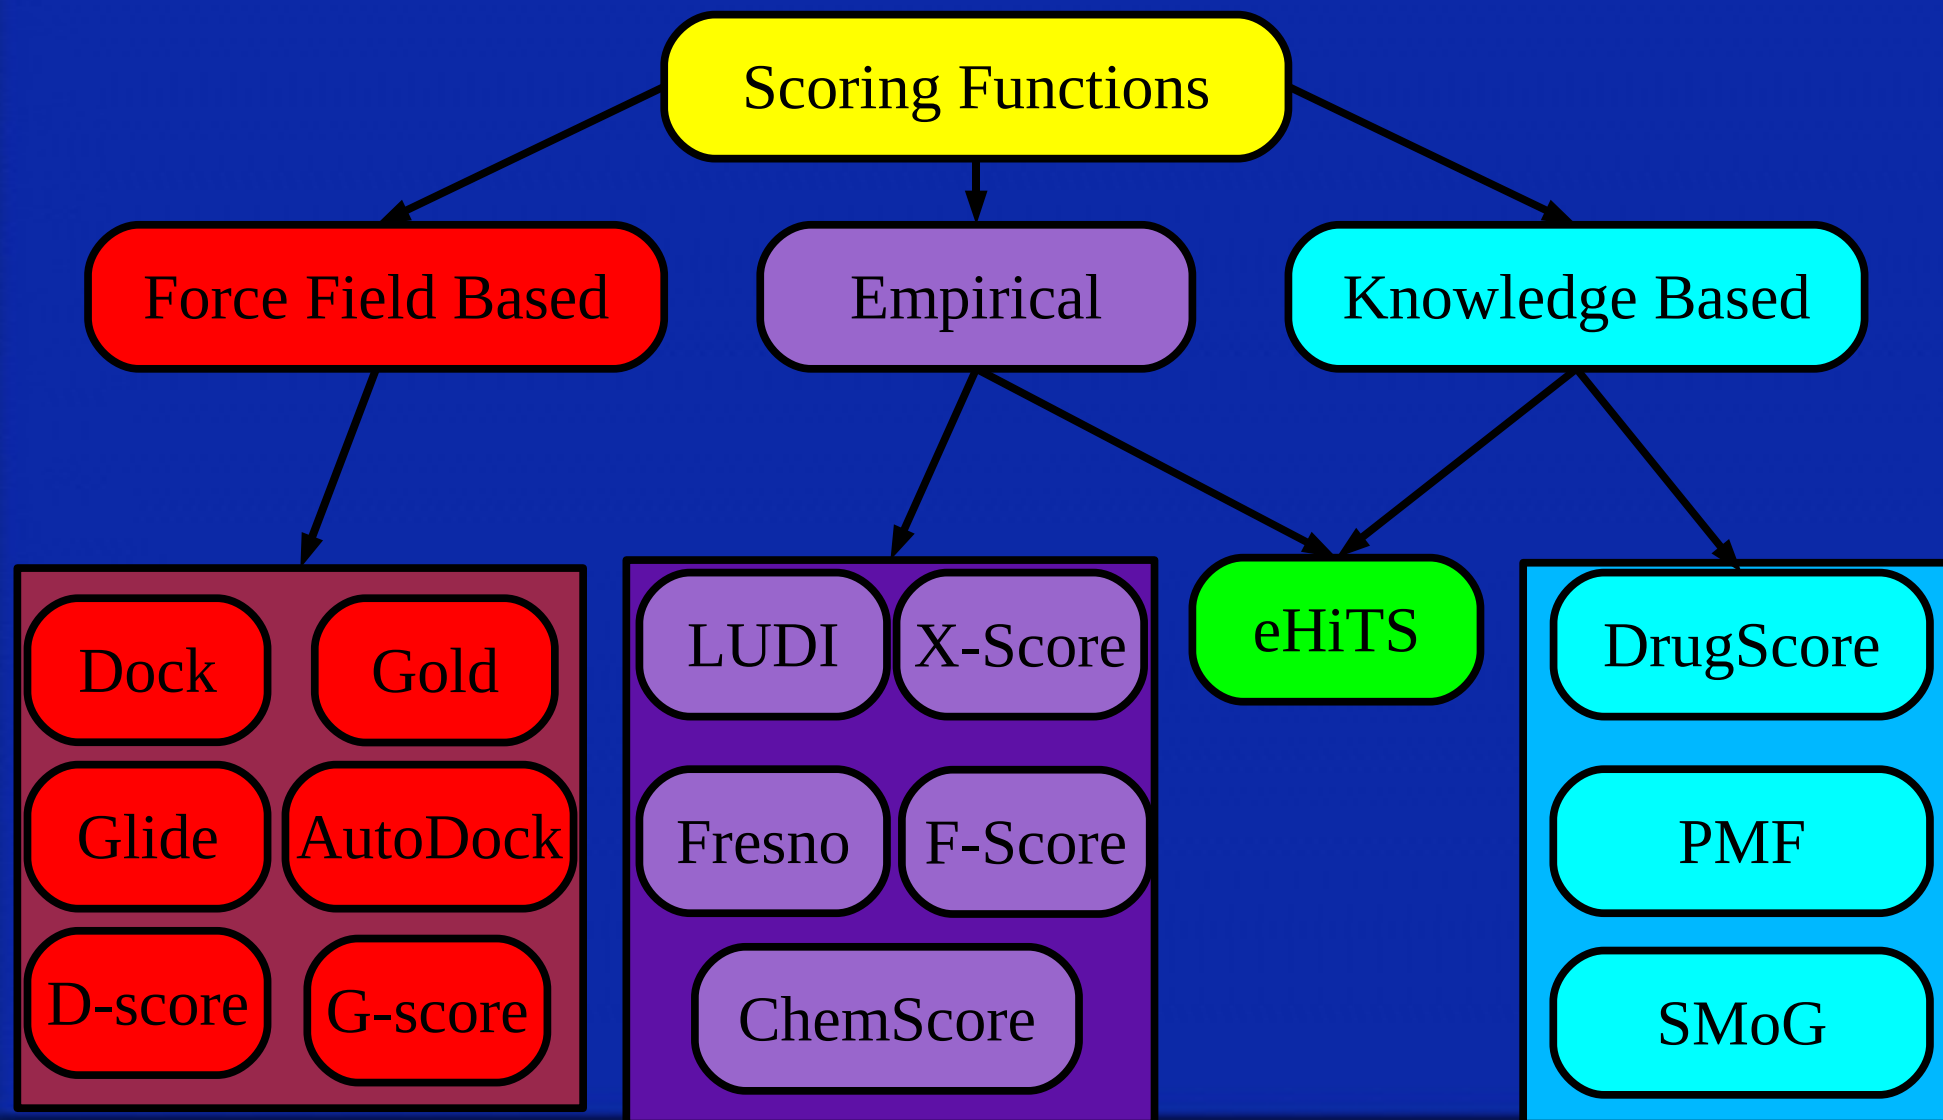 Scoring Functions
Force Field Based
Empirical
Knowledge Based
Dock
Gold
Glide
AutoDock
D-score
G-score
LUDI
X-Score
Fresno
F-Score
ChemScore
eHiTS
DrugScore
PMF
SMoG